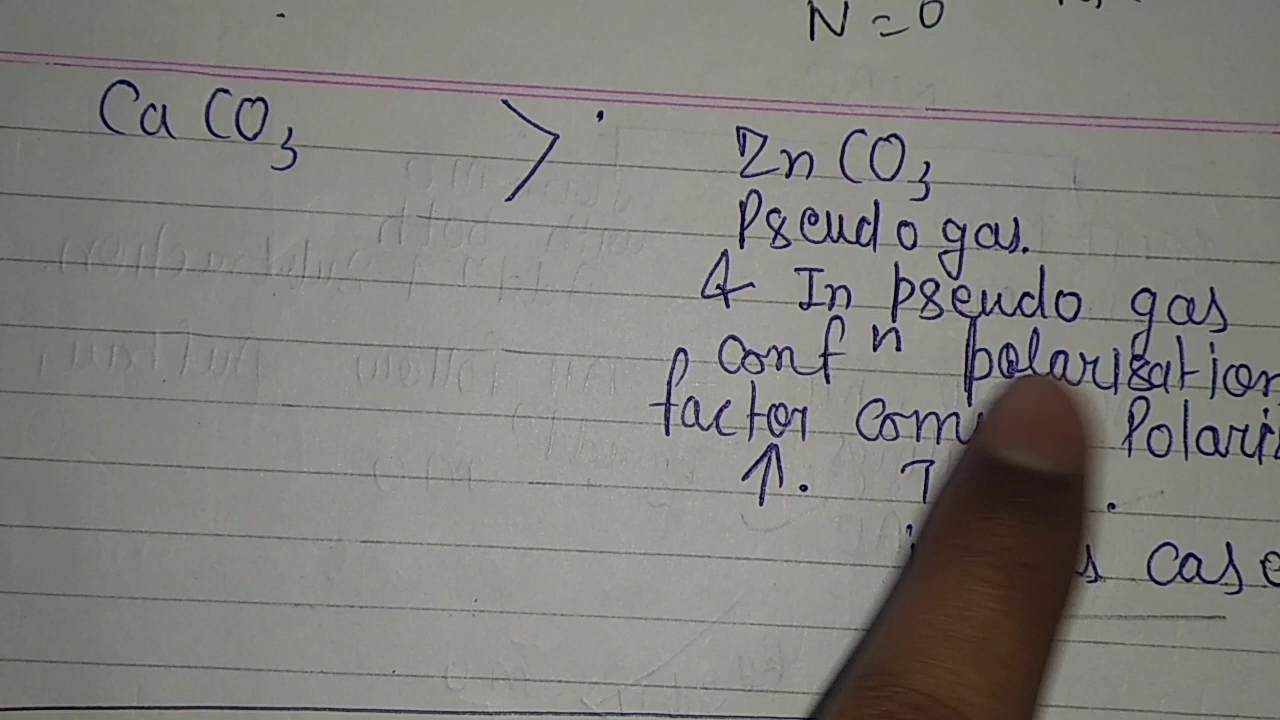 N = 0
CaCO3 > ZnCO3
Pseudo gas.
4 In pseudo gas
confⁿ polarisation
factor com Polari
↑. T .
s case